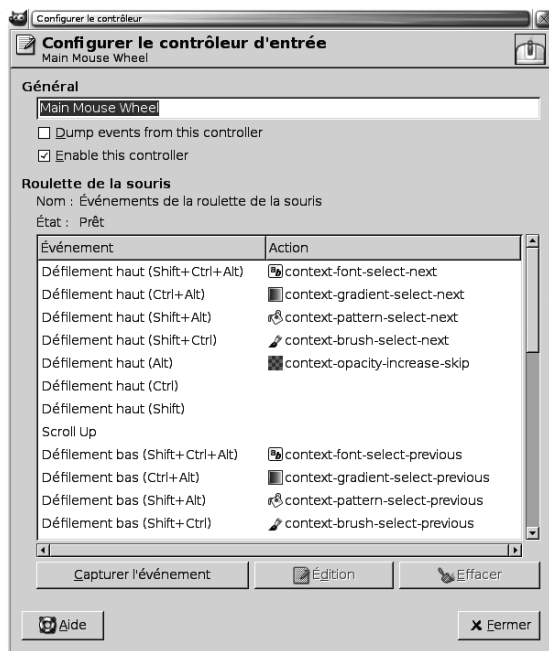 Configurer le contrôleur
Configurer le contrôleur d'entrée
Main Mouse Wheel
Général
Main Mouse Wheel
Dump events from this controller
Enable this controller
Roulette de la souris
Nom : Événements de la roulette de la souris
État : Prêt
Événement Action
Défilement haut (Shift+Ctrl+Alt) context-font-select-next
Défilement haut (Ctrl+Alt) context-gradient-select-next
Défilement haut (Shift+Alt) context-pattern-select-next
Défilement haut (Shift+Ctrl) context-brush-select-next
Défilement haut (Alt) context-opacity-increase-skip
Défilement haut (Ctrl)
Défilement haut (Shift)
Scroll Up
Défilement bas (Shift+Ctrl+Alt) context-font-select-previous
Défilement bas (Ctrl+Alt) context-gradient-select-previous
Défilement bas (Shift+Alt) context-pattern-select-previous
Défilement bas (Shift+Ctrl) context-brush-select-previous
Capturer l'événement Édition Effacer
Aide Fermer